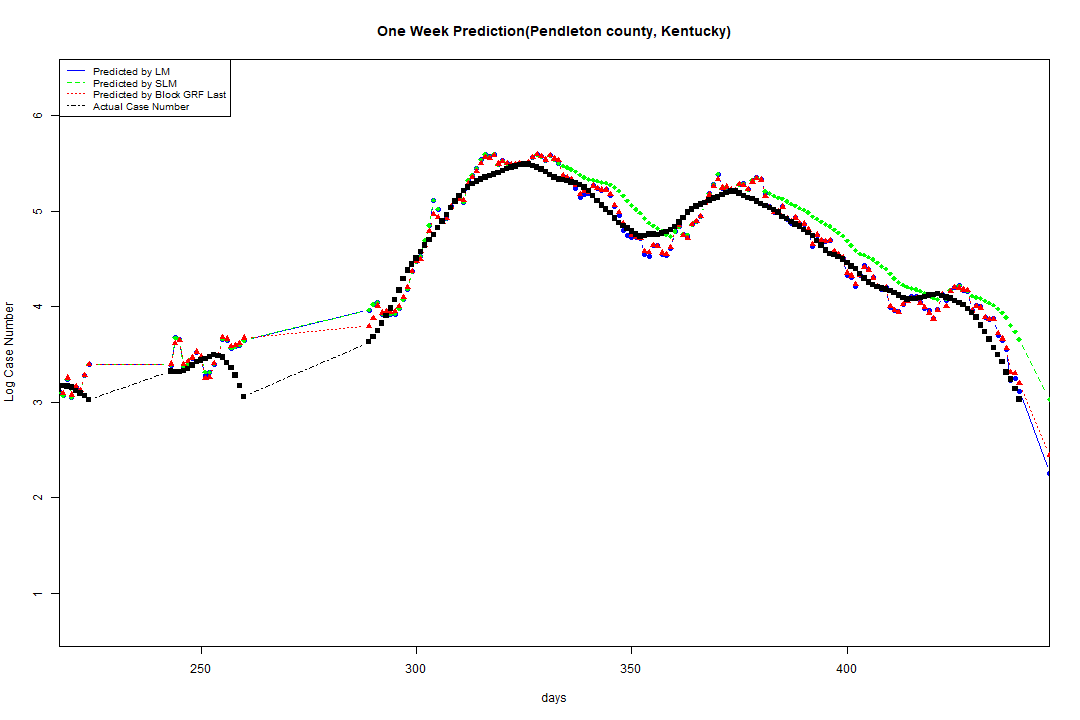 One Week Prediction(Pendleton county, Kentucky)
Predicted by LM
Predicted by SLM
Predicted by Block GRF Last
Actual Case Number
6
5
4
3
2
1
Log Case Number
250
300
350
400
days